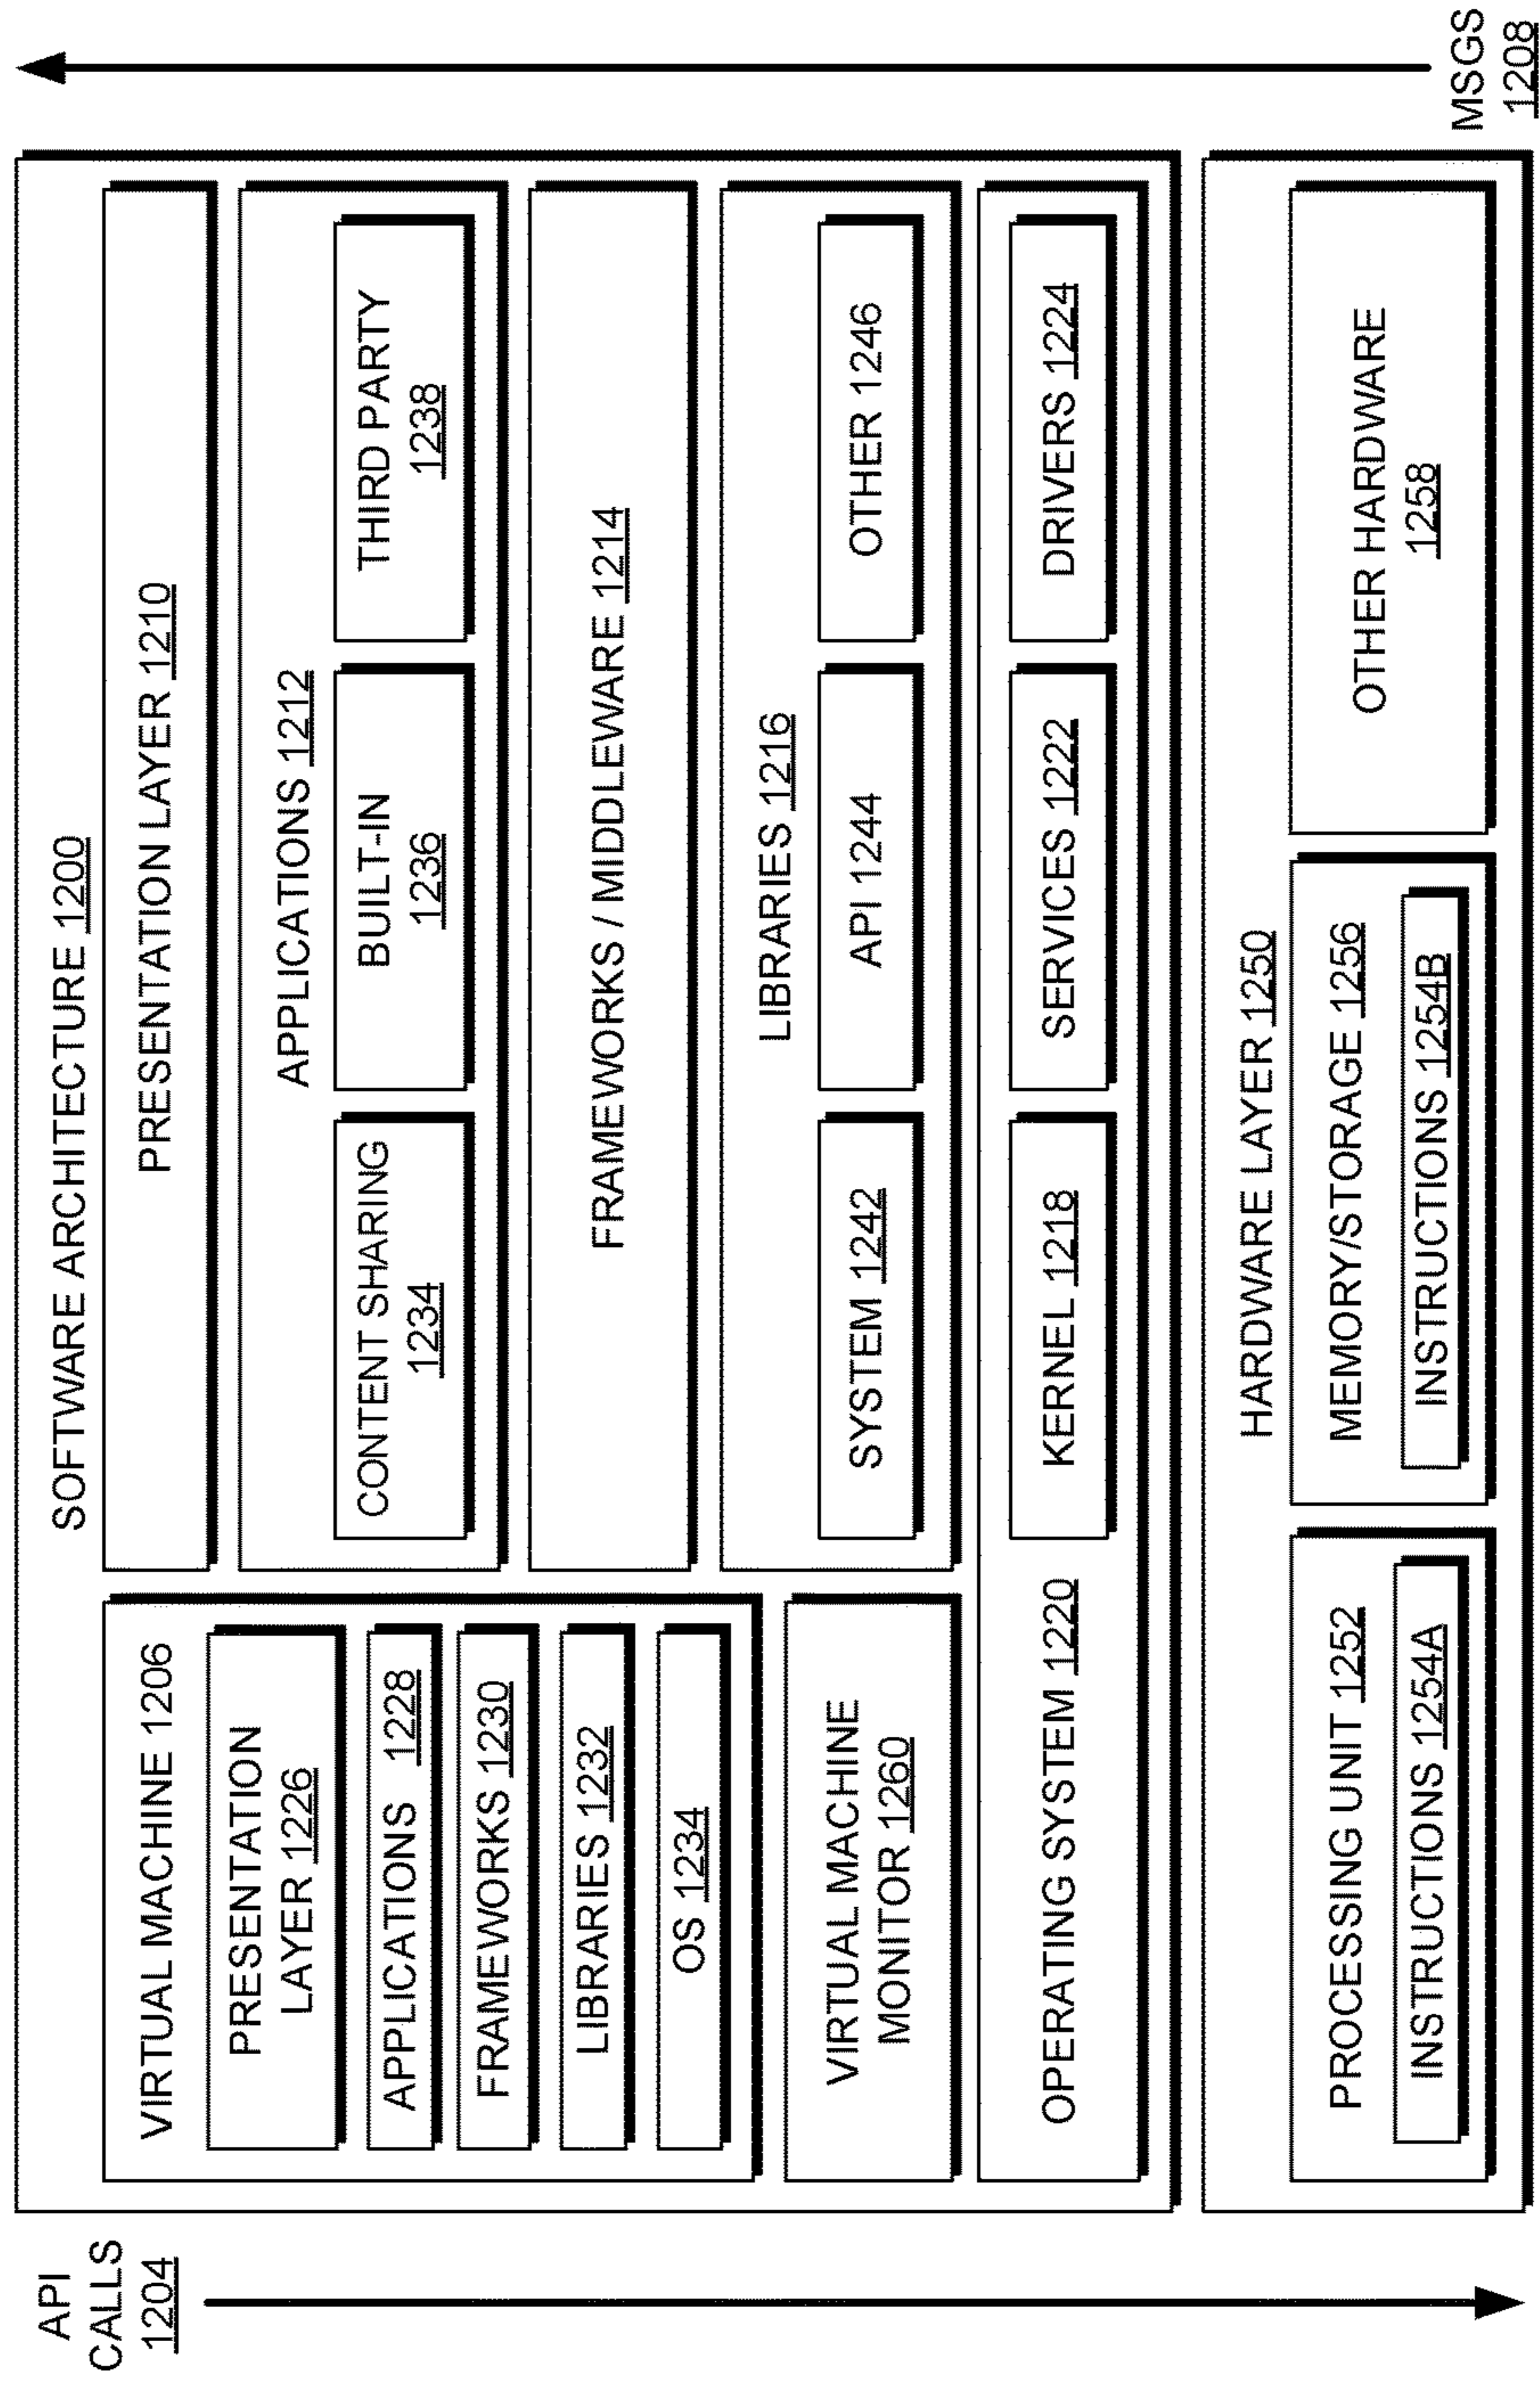 API
CALLS
1204
SOFTWARE ARCHITECTURE 1200
VIRTUAL MACHINE 1206
PRESENTATION
LAYER 1226
APPLICATIONS 1228
FRAMEWORKS 1230
LIBRARIES 1232
OS 1234
VIRTUAL MACHINE
MONITOR 1260
PRESENTATION LAYER 1210
APPLICATIONS 1212
CONTENT SHARING
1234
BUILT-IN
1236
THIRD PARTY
1238
FRAMEWORKS / MIDDLEWARE 1214
LIBRARIES 1216
SYSTEM 1242
API 1244
OTHER 1246
OPERATING SYSTEM 1220
KERNEL 1218
SERVICES 1222
DRIVERS 1224
HARDWARE LAYER 1250
PROCESSING UNIT 1252
INSTRUCTIONS 1254A
MEMORY/STORAGE 1256
INSTRUCTIONS 1254B
OTHER HARDWARE
1258
MSGS
1208